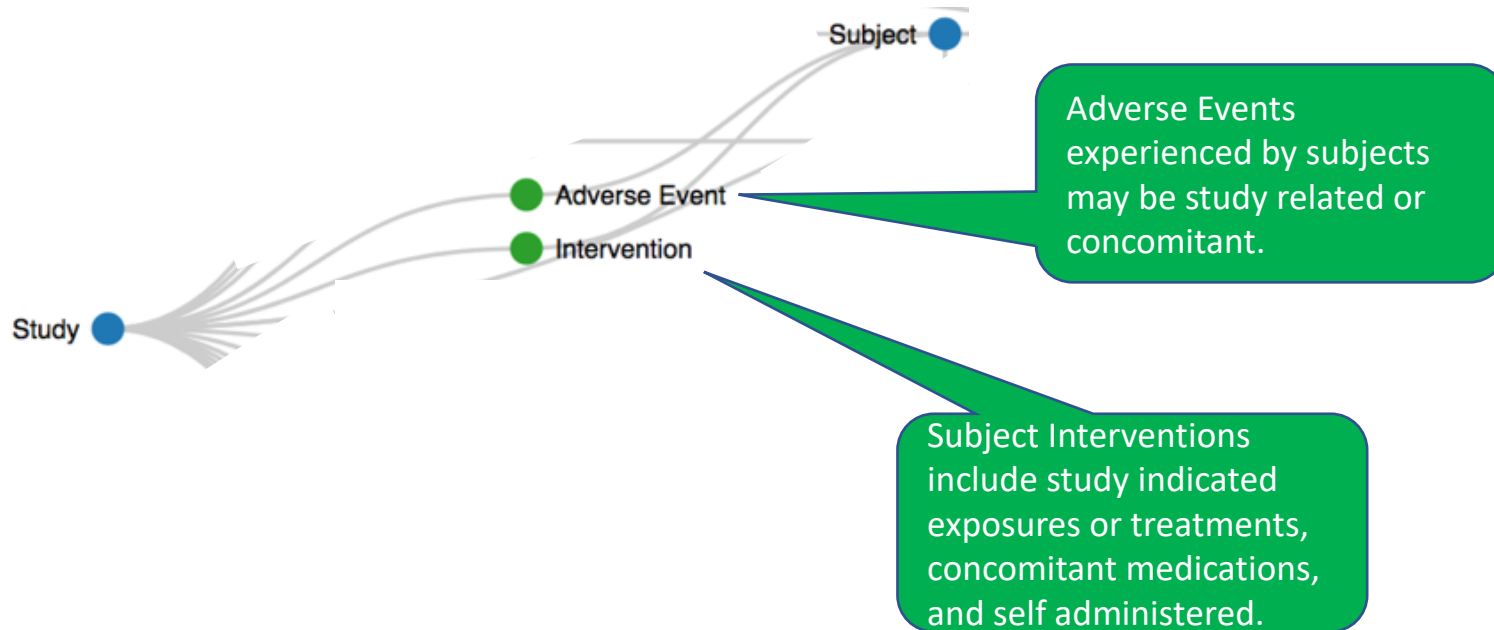 Subject
Adverse Events
experienced by subjects
may be study related or
concomitant.
Adverse Event
Intervention
Study
Subject Interventions
include study indicated
exposures or treatments,
concomitant medications,
and self administered.